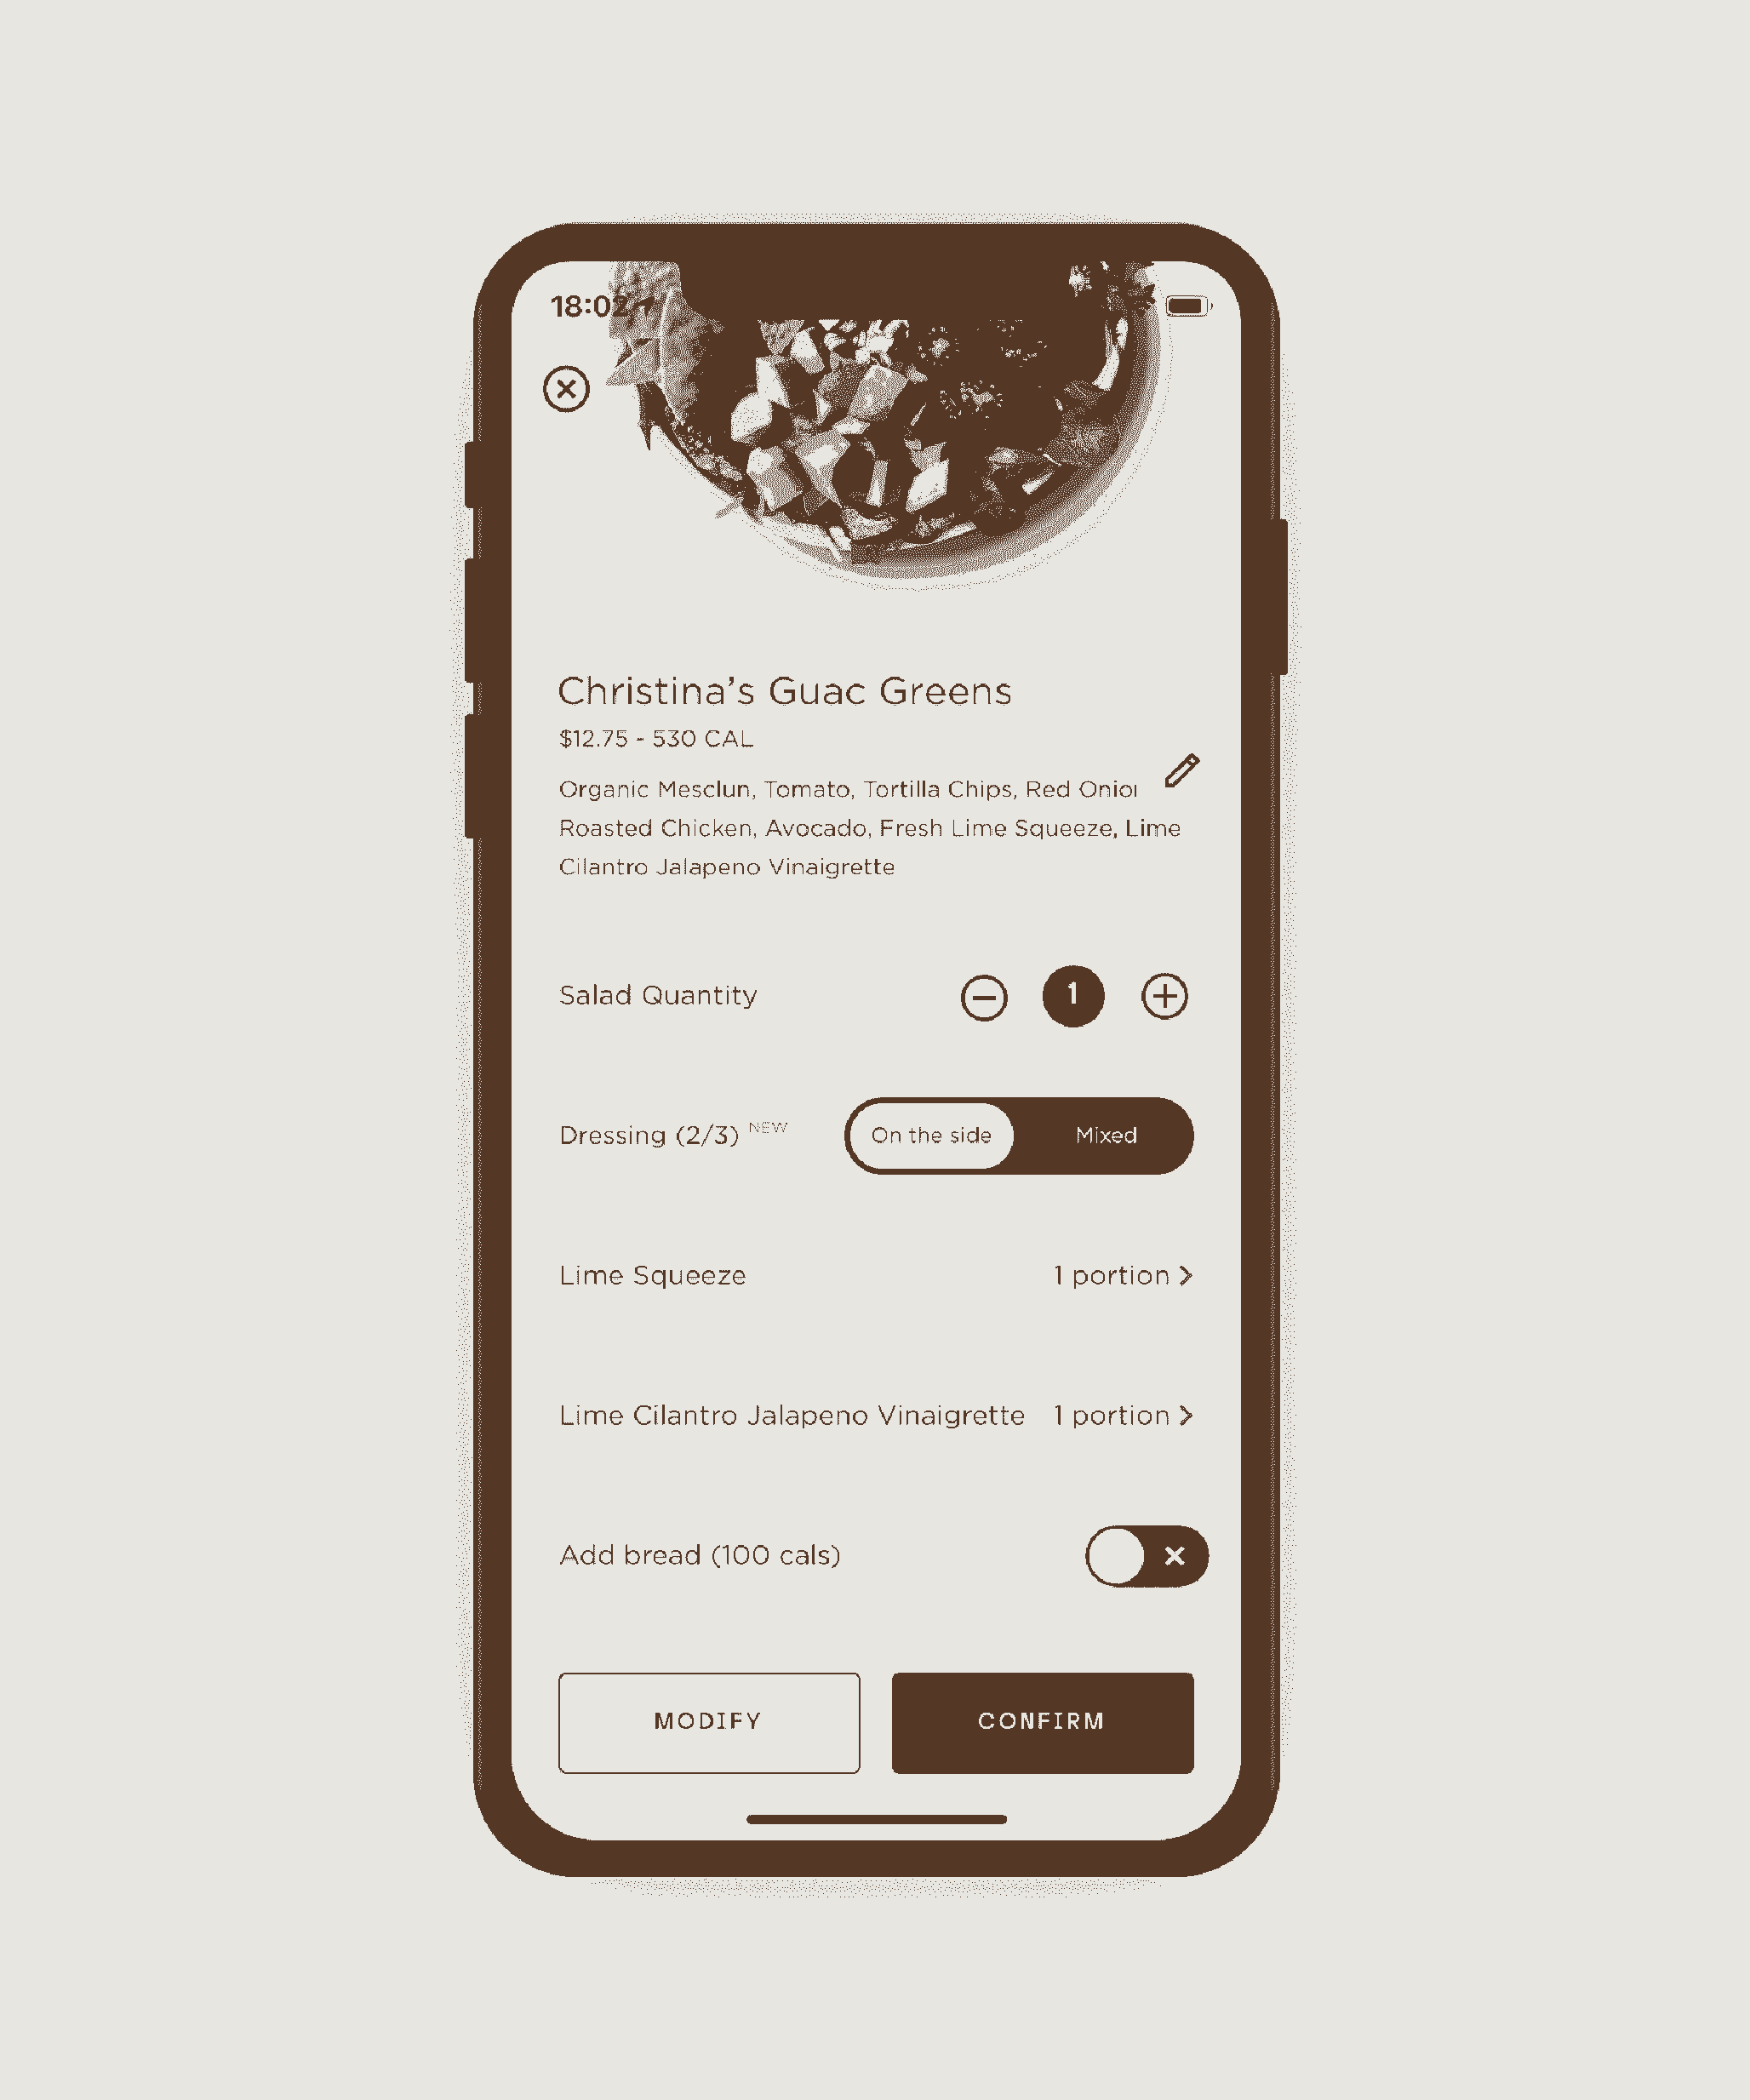 18:02
Christina's Guac Greens
$12.75 - 530 CAL
Organic Mesclun, Tomato, Tortilla Chips, Red Onio
Roasted Chicken, Avocado, Fresh Lime Squeeze, Lime
Cilantro Jalapeno Vinaigrette
Salad Quantity 1
Dressing (2/3) NEW On the side Mixed
Lime Squeeze 1 portion
Lime Cilantro Jalapeno Vinaigrette 1 portion
Add bread (100 cals)
MODIFY CONFIRM